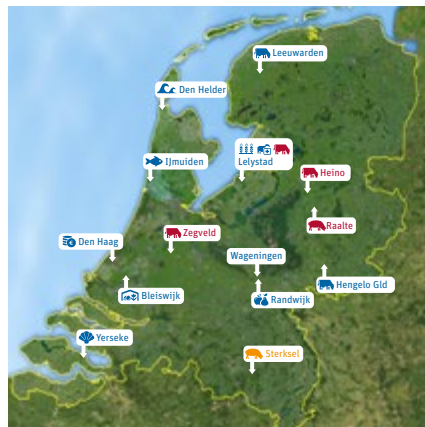 Leeuwarden
Den Helder
IJmuiden
Lelystad
Heino
Raalte
Zegveld
Den Haag
Wageningen
Hengelo Gld
Bleiswijk
Randwijk
Yerseke
Sterksel